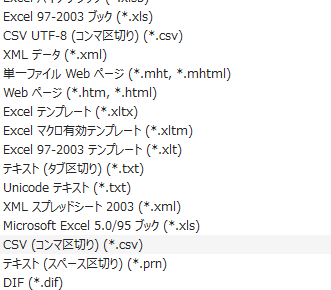 Excel 97-2003 ブック (*.xls)
CSV UTF-8 (コンマ区切り) (*.csv)
XML データ (*.xml)
単一ファイル Web ページ (*.mht, *.mhtml)
Web ページ (*.htm, *.html)
Excel テンプレート (*.xltx)
Excel マクロ有効テンプレート (*.xltm)
Excel 97-2003 テンプレート (*.xlt)
テキスト (タブ区切り) (*.txt)
Unicode テキスト (*.txt)
XML スプレッドシート 2003 (*.xml)
Microsoft Excel 5.0/95 ブック (*.xls)
CSV (コンマ区切り) (*.csv)
テキスト (スペース区切り) (*.prn)
DIF (*.dif)